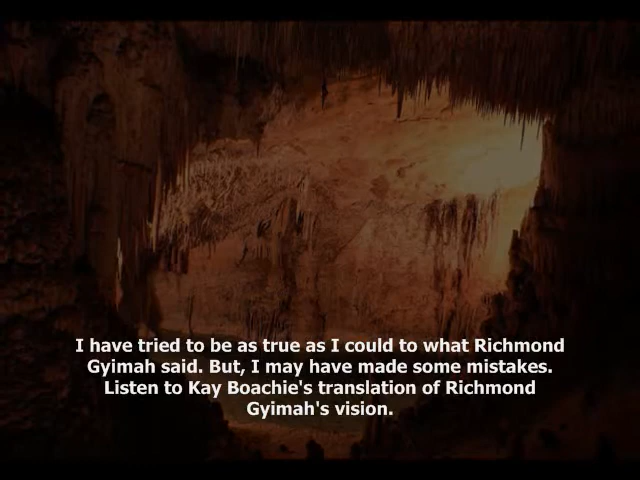 I have tried to be as true as I could to what Richmond
Gyimah said. But, I may have made some mistakes.
Listen to Kay Boachie's translation of Richmond
Gyimah's vision.